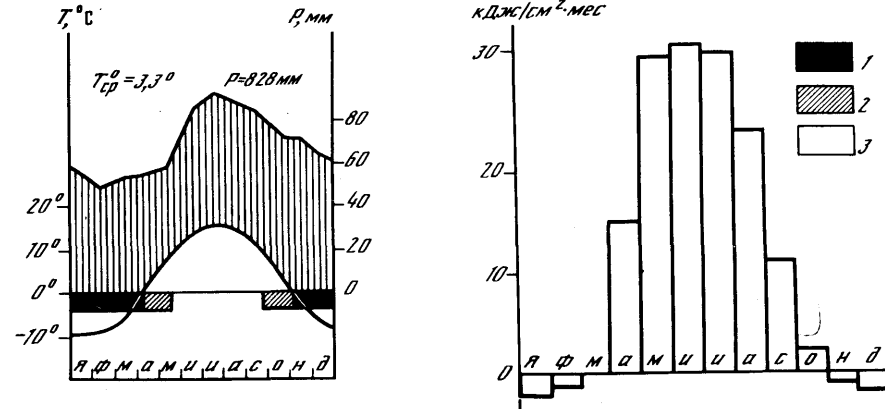 T,°C
P, мм
T°ср=3,3°
P=828мм
80
60
40
20
0
20°
10°
0°
-10°
я ф м а м и и а с о н д
кДж/см²·мес
30
20
10
0
1
2
3
я ф м а м и и а с о н д